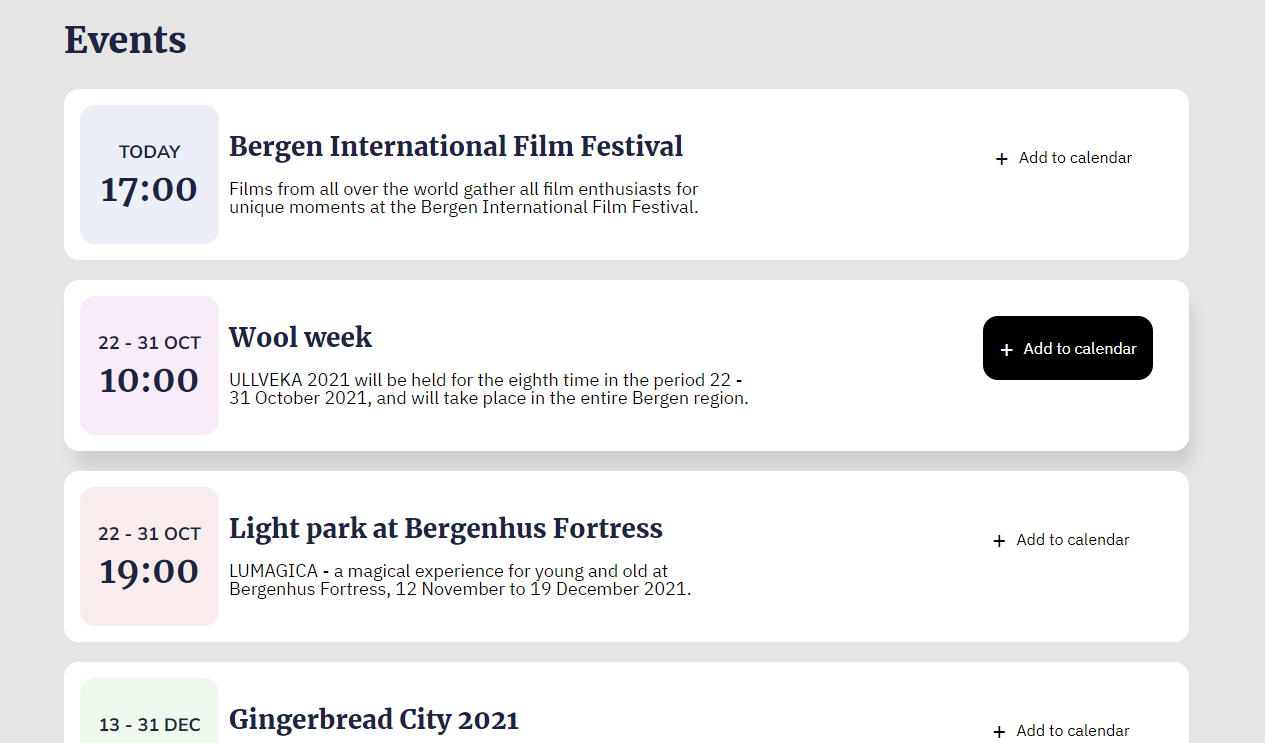 Events
TODAY
17:00
Bergen International Film Festival
Films from all over the world gather all film enthusiasts for
unique moments at the Bergen International Film Festival.
+ Add to calendar
22 - 31 OCT
10:00
Wool week
ULLVEKA 2021 will be held for the eighth time in the period 22 -
31 October 2021, and will take place in the entire Bergen region.
+ Add to calendar
22 - 31 OCT
19:00
Light park at Bergenhus Fortress
LUMAGICA - a magical experience for young and old at
Bergenhus Fortress, 12 November to 19 December 2021.
+ Add to calendar
13 - 31 DEC
Gingerbread City 2021
+ Add to calendar